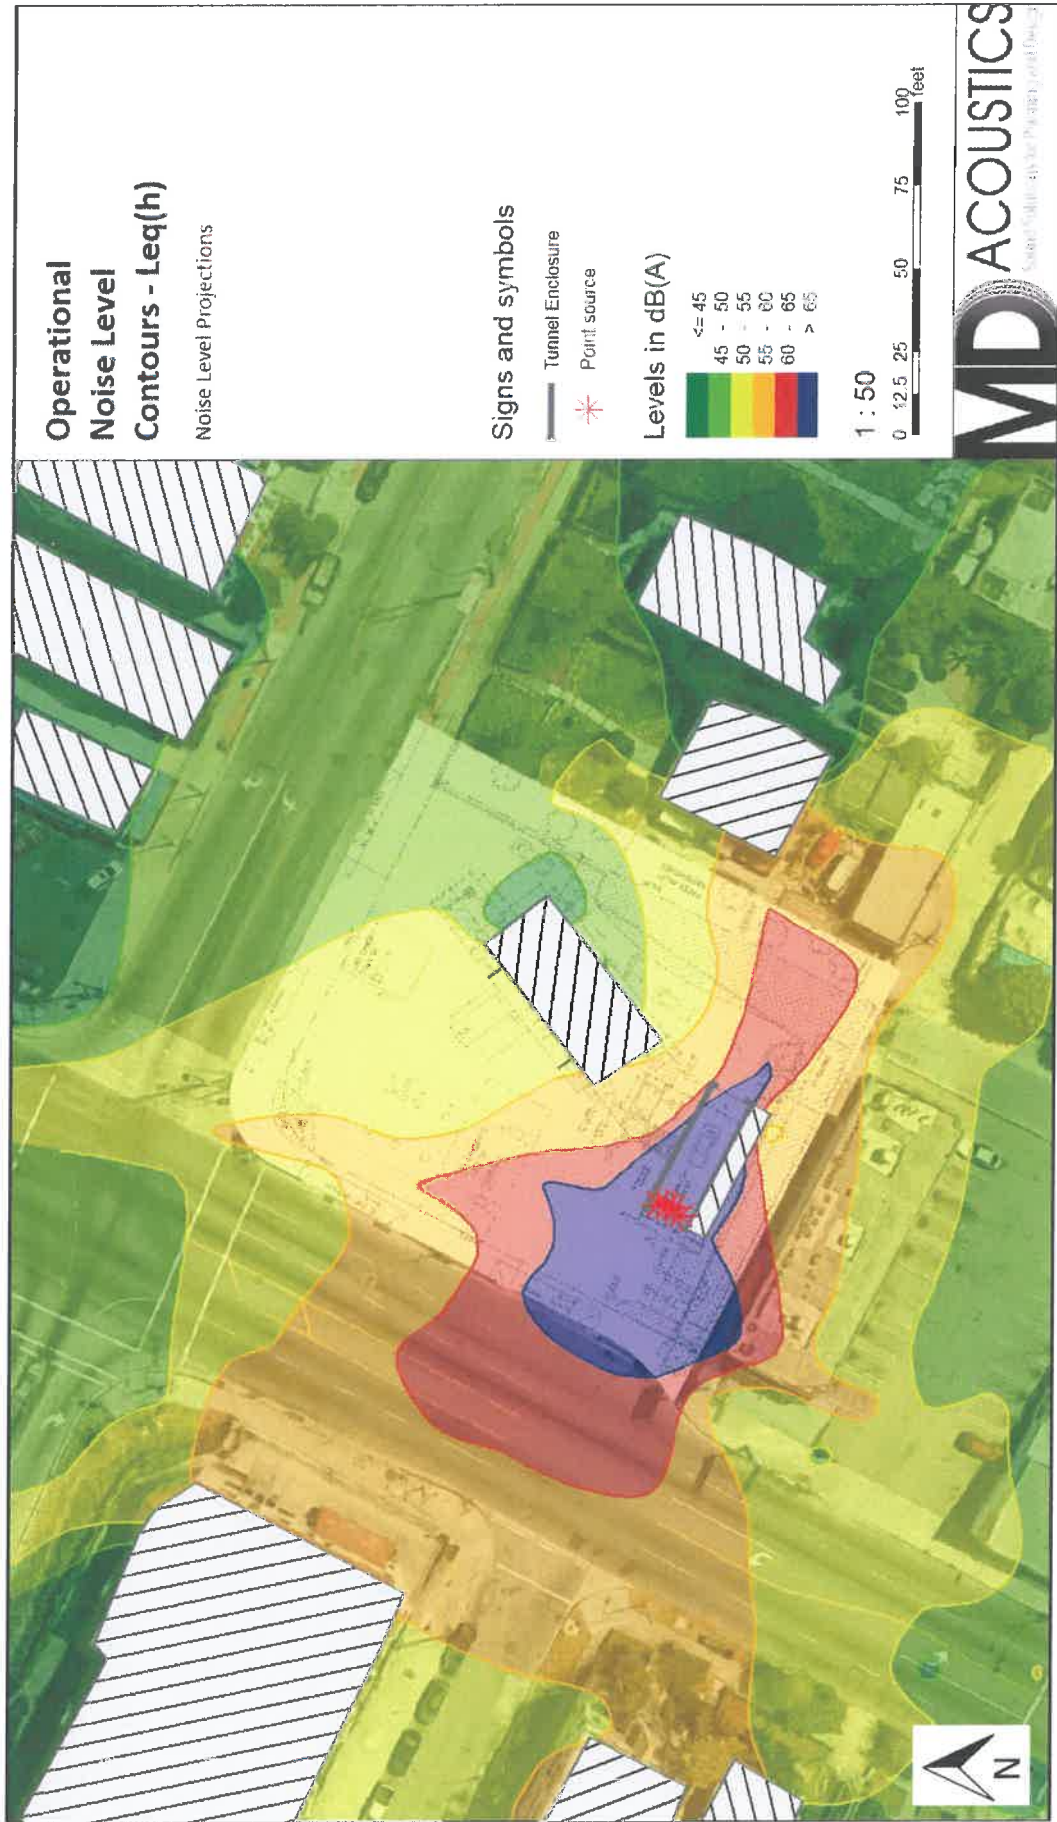 Operational
Noise Level
Contours - Leq(h)
Noise Level Projections
Signs and symbols
Tunnel Enclosure
Point source
Levels in dB(A)
<= 45
45 - 50
50 - 55
55 - 60
60 - 65
> 65
1 : 50
0 12.5 25 50 75 100
feet
MD ACOUSTICS
N